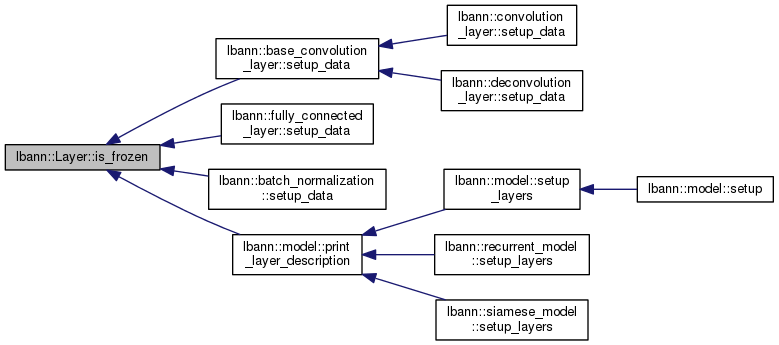 lbann::convolution
_layer::setup_data
lbann::base_convolution
_layer::setup_data
lbann::deconvolution
_layer::setup_data
lbann::fully_connected
_layer::setup_data
lbann::Layer::is_frozen
lbann::batch_normalization
::setup_data
lbann::model::setup
_layers
lbann::model::setup
lbann::model::print
_layer_description
lbann::recurrent_model
::setup_layers
lbann::siamese_model
::setup_layers